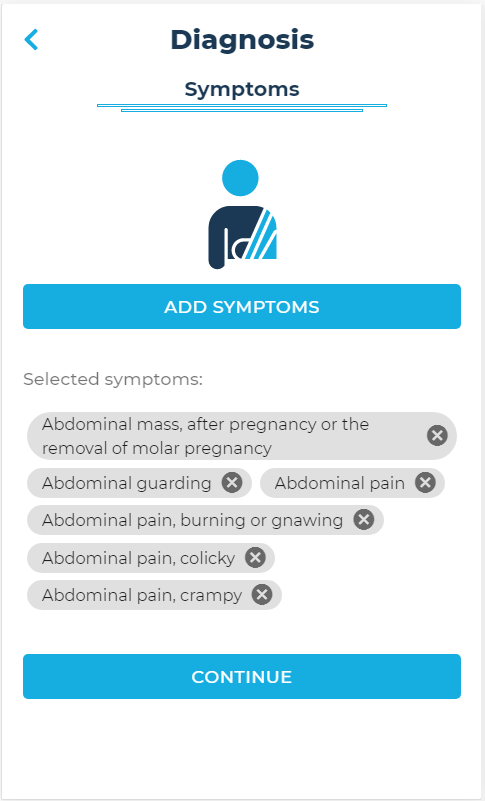 Diagnosis
Symptoms
ADD SYMPTOMS
Selected symptoms:
Abdominal mass, after pregnancy or the
removal of molar pregnancy
Abdominal guarding
Abdominal pain
Abdominal pain, burning or gnawing
Abdominal pain, colicky
Abdominal pain, crampy
CONTINUE